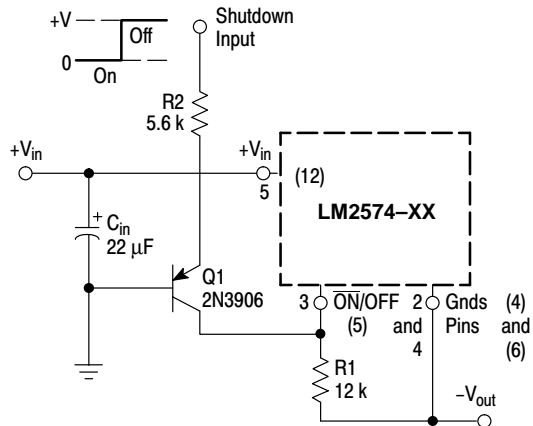 +V
Off
0
On
Shutdown
Input
R2
5.6 k
+Vin
+Vin
5
(12)
LM2574–XX
Cin
22 µF
+
Q1
2N3906
3
ON/OFF
(5)
2
and
4
Gnds
Pins
(4)
and
(6)
R1
12 k
–Vout